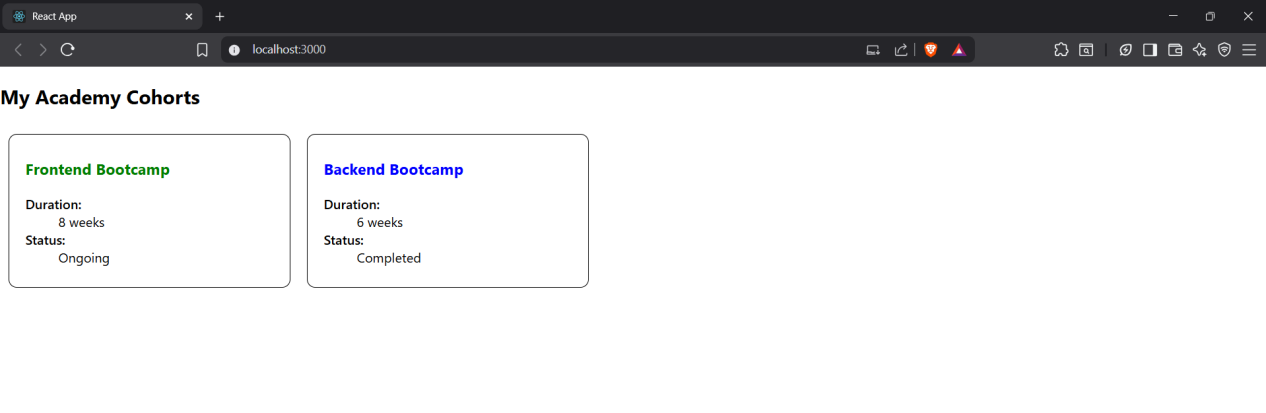 React App
localhost:3000
My Academy Cohorts
Frontend Bootcamp
Duration:
8 weeks
Status:
Ongoing
Backend Bootcamp
Duration:
6 weeks
Status:
Completed